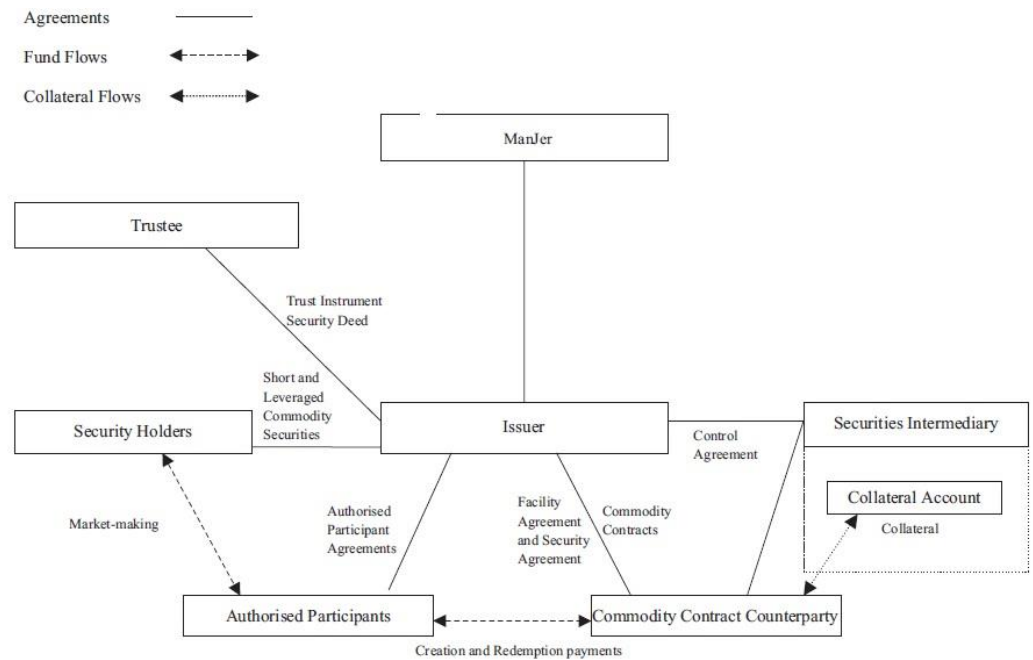 Agreements
Fund Flows
Collateral Flows
ManJer
Trustee
Trust Instrument
Security Deed
Short and
Leveraged
Commodity
Securities
Security Holders
Issuer
Control
Agreement
Securities Intermediary
Collateral Account
Collateral
Market-making
Authorised
Participant
Agreements
Facility
Agreement
and Security
Agreement
Commodity
Contracts
Authorised Participants
Commodity Contract Counterparty
Creation and Redemption payments